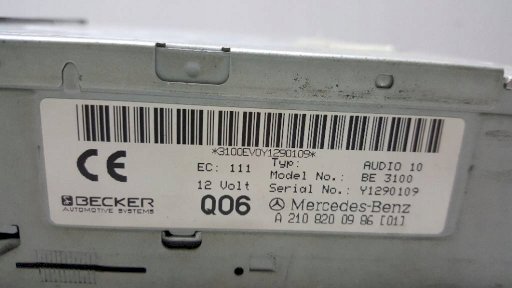 *3100EV0Y1290109*
CE
EC: 111 Typ: AUDIO 10
Model No.: BE 3100
12 Volt Serial No.: Y1290109
BECKER Q06 Mercedes-Benz
AUTOMOTIVE SYSTEMS A 210 820 09 86 [01]